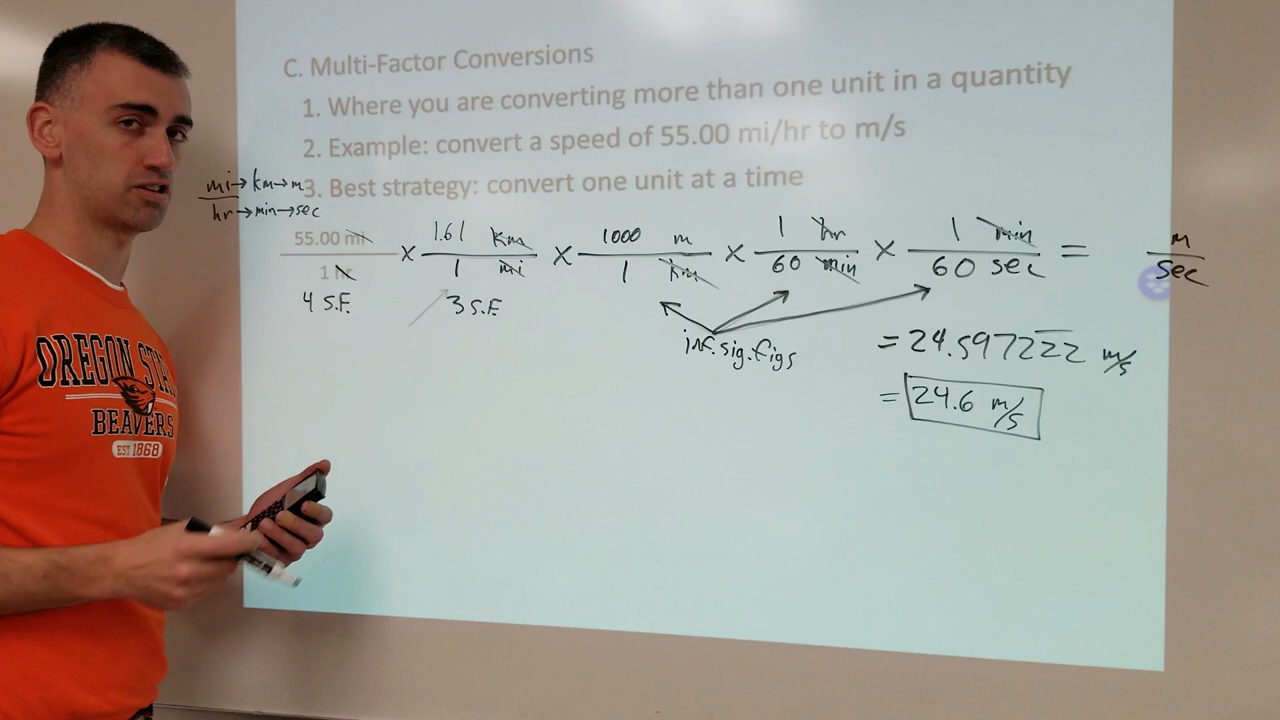 C. Multi-Factor Conversions
1. Where you are converting more than one unit in a quantity
2. Example: convert a speed of 55.00 mi/hr to m/s
3. Best strategy: convert one unit at a time
mi → km → m
hr → min → sec
55.00 mi × 1.61 km × 1000 m × 1 hr × 1 min = m
1 1 mi 1 km 60 min 60 sec sec
4 S.F. 3 S.F.
inf. sig. figs
= 24.5972222 m/s
= 24.6 m/s
OREGON STA
BEAVERS
EST 1868